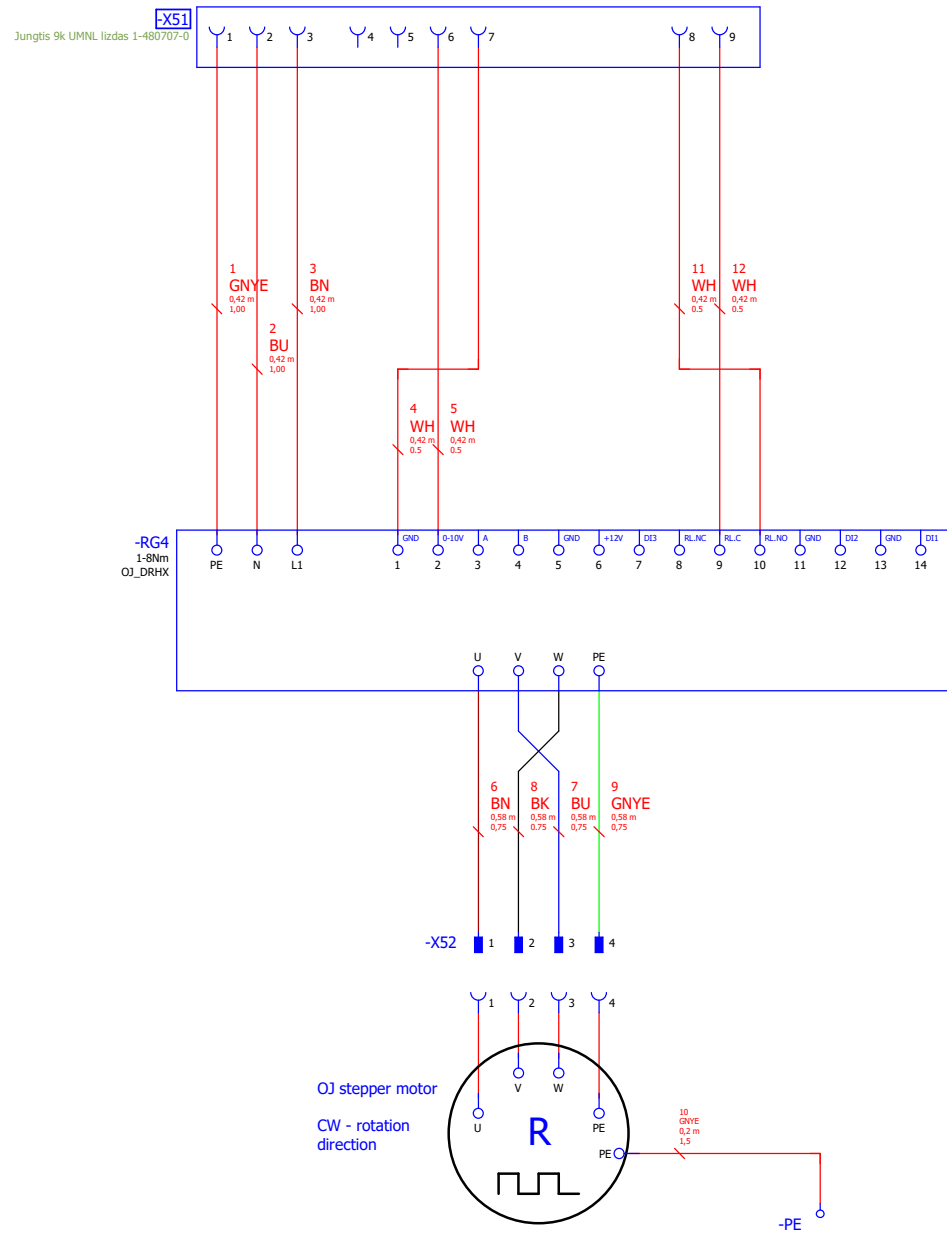 -X51
Jungtis 9k UMNL lizdas 1-480707-0
1 2 3 4 5 6 7 8 9
1
GNYE
0,42 m
1,00
2
BU
0,42 m
1,00
3
BN
0,42 m
1,00
4
WH
0,42 m
0.5
5
WH
0,42 m
0.5
11
WH
0,42 m
0.5
12
WH
0,42 m
0.5
-RG4
1-8Nm
OJ_DRHX
GND 0-10V A B GND +12V DI3 RL.NC RL.C RL.NO GND DI2 GND DI1
PE N L1 1 2 3 4 5 6 7 8 9 10 11 12 13 14
U V W PE
6
BN
0,58 m
0,75
8
BK
0,58 m
0.75
7
BU
0,58 m
0,75
9
GNYE
0,58 m
0,75
-X52
1 2 3 4
1 2 3 4
OJ stepper motor
CW - rotation
direction
V W
U PE
R
PE
10
GNYE
0,2 m
1,5
-PE